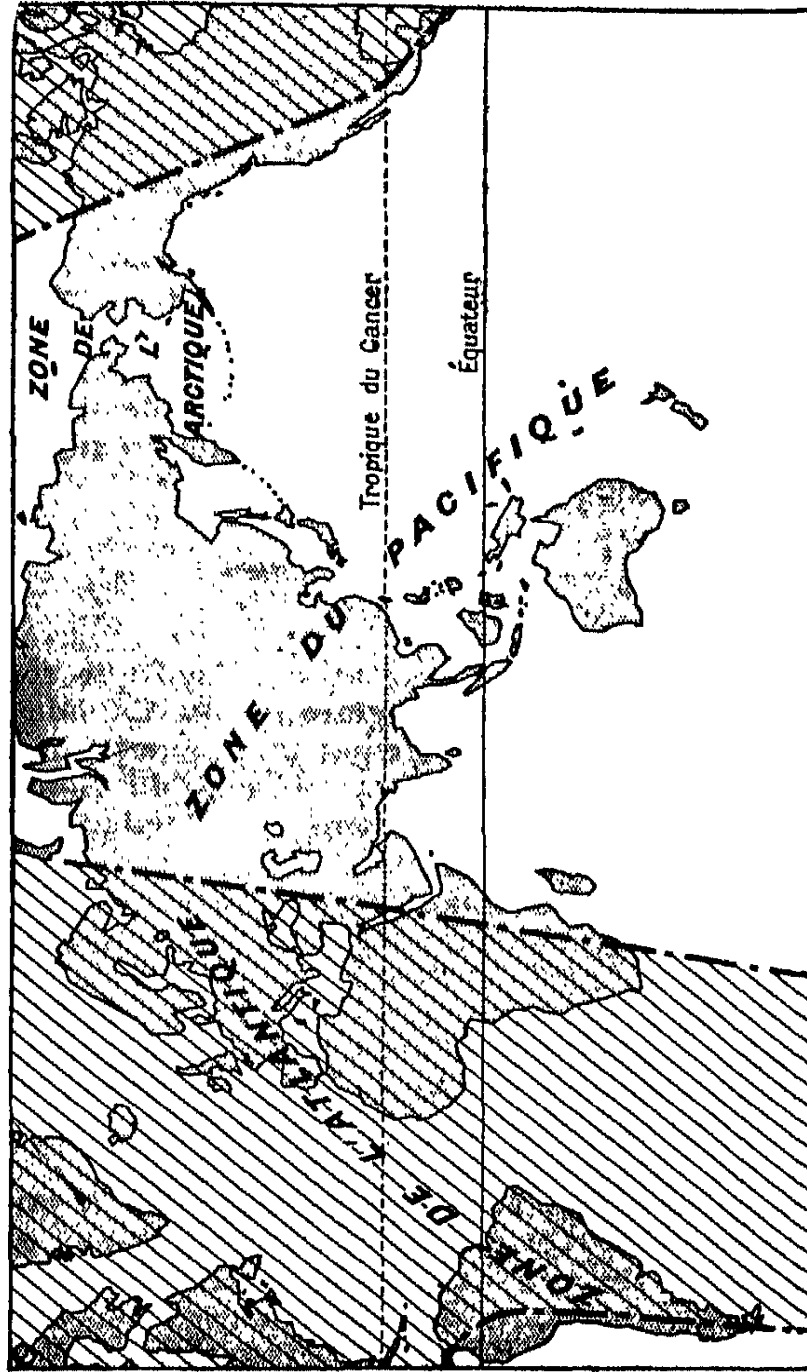 ZONE
DE
L'
ARCTIQUE
Tropique du Cancer
Équateur
ZONE DU PACIFIQUE
ZONE DE L'ATLANTIQUE